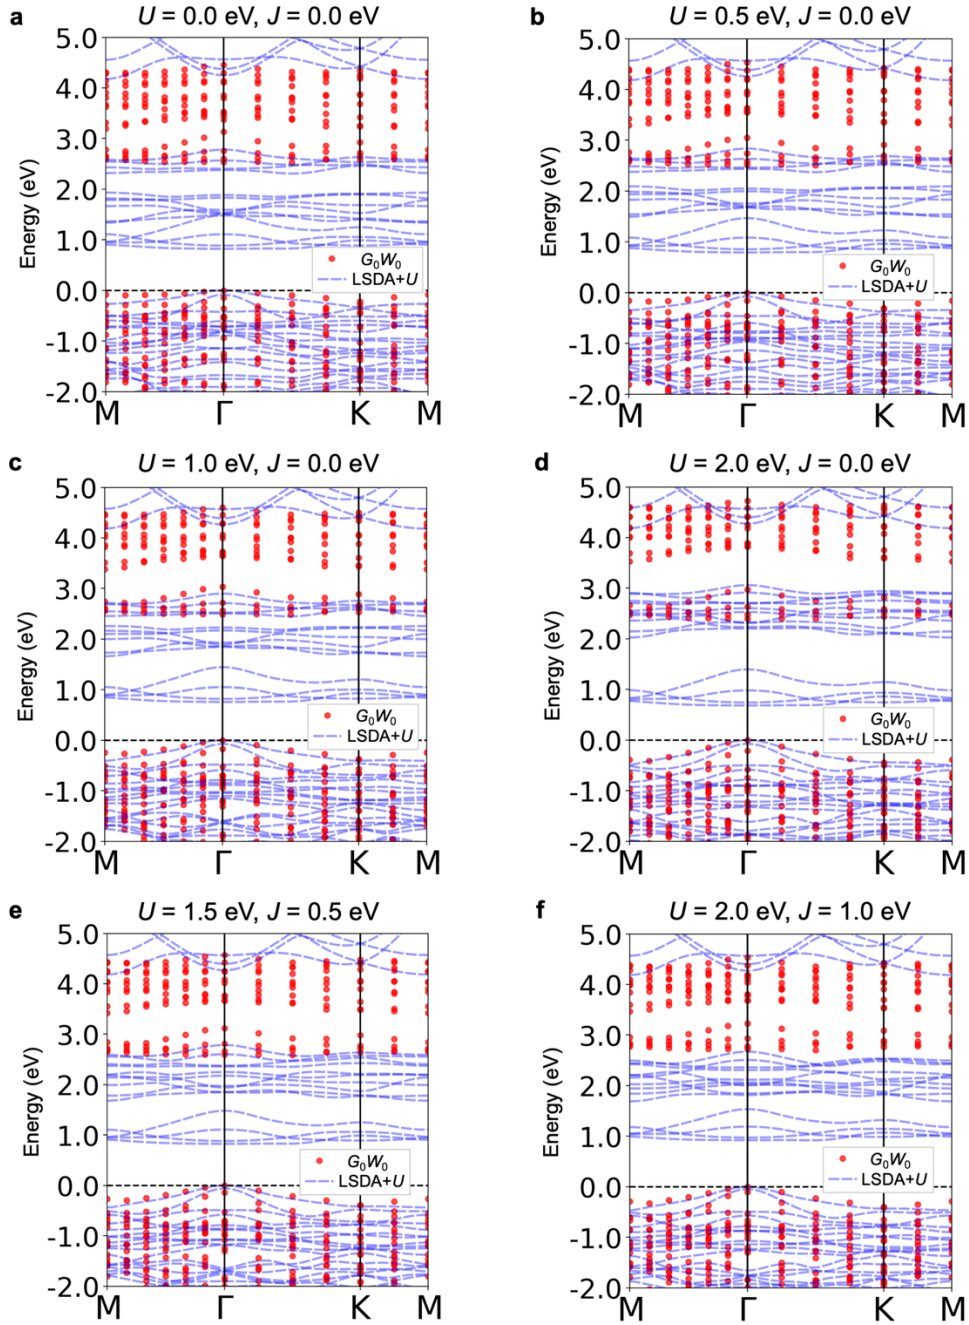 a U = 0.0 eV, J = 0.0 eV
5.0
4.0
3.0
2.0
1.0
0.0
-1.0
-2.0
Energy (eV)
G₀W₀
LSDA+U
M Γ K M
b U = 0.5 eV, J = 0.0 eV
5.0
4.0
3.0
2.0
1.0
0.0
-1.0
-2.0
Energy (eV)
G₀W₀
LSDA+U
M Γ K M
c U = 1.0 eV, J = 0.0 eV
5.0
4.0
3.0
2.0
1.0
0.0
-1.0
-2.0
Energy (eV)
G₀W₀
LSDA+U
M Γ K M
d U = 2.0 eV, J = 0.0 eV
5.0
4.0
3.0
2.0
1.0
0.0
-1.0
-2.0
Energy (eV)
G₀W₀
LSDA+U
M Γ K M
e U = 1.5 eV, J = 0.5 eV
5.0
4.0
3.0
2.0
1.0
0.0
-1.0
-2.0
Energy (eV)
G₀W₀
LSDA+U
M Γ K M
f U = 2.0 eV, J = 1.0 eV
5.0
4.0
3.0
2.0
1.0
0.0
-1.0
-2.0
Energy (eV)
G₀W₀
LSDA+U
M Γ K M